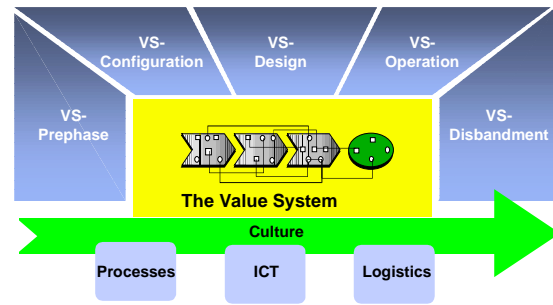 VS-
Prephase
VS-
Configuration
VS-
Design
VS-
Operation
VS-
Disbandment
The Value System
Culture
Processes
ICT
Logistics